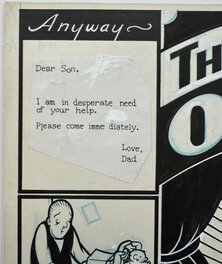 Anyway
TH
Dear Son,
O
I am in desperate need
of your help.
Please come imme diately.
Love,
Dad